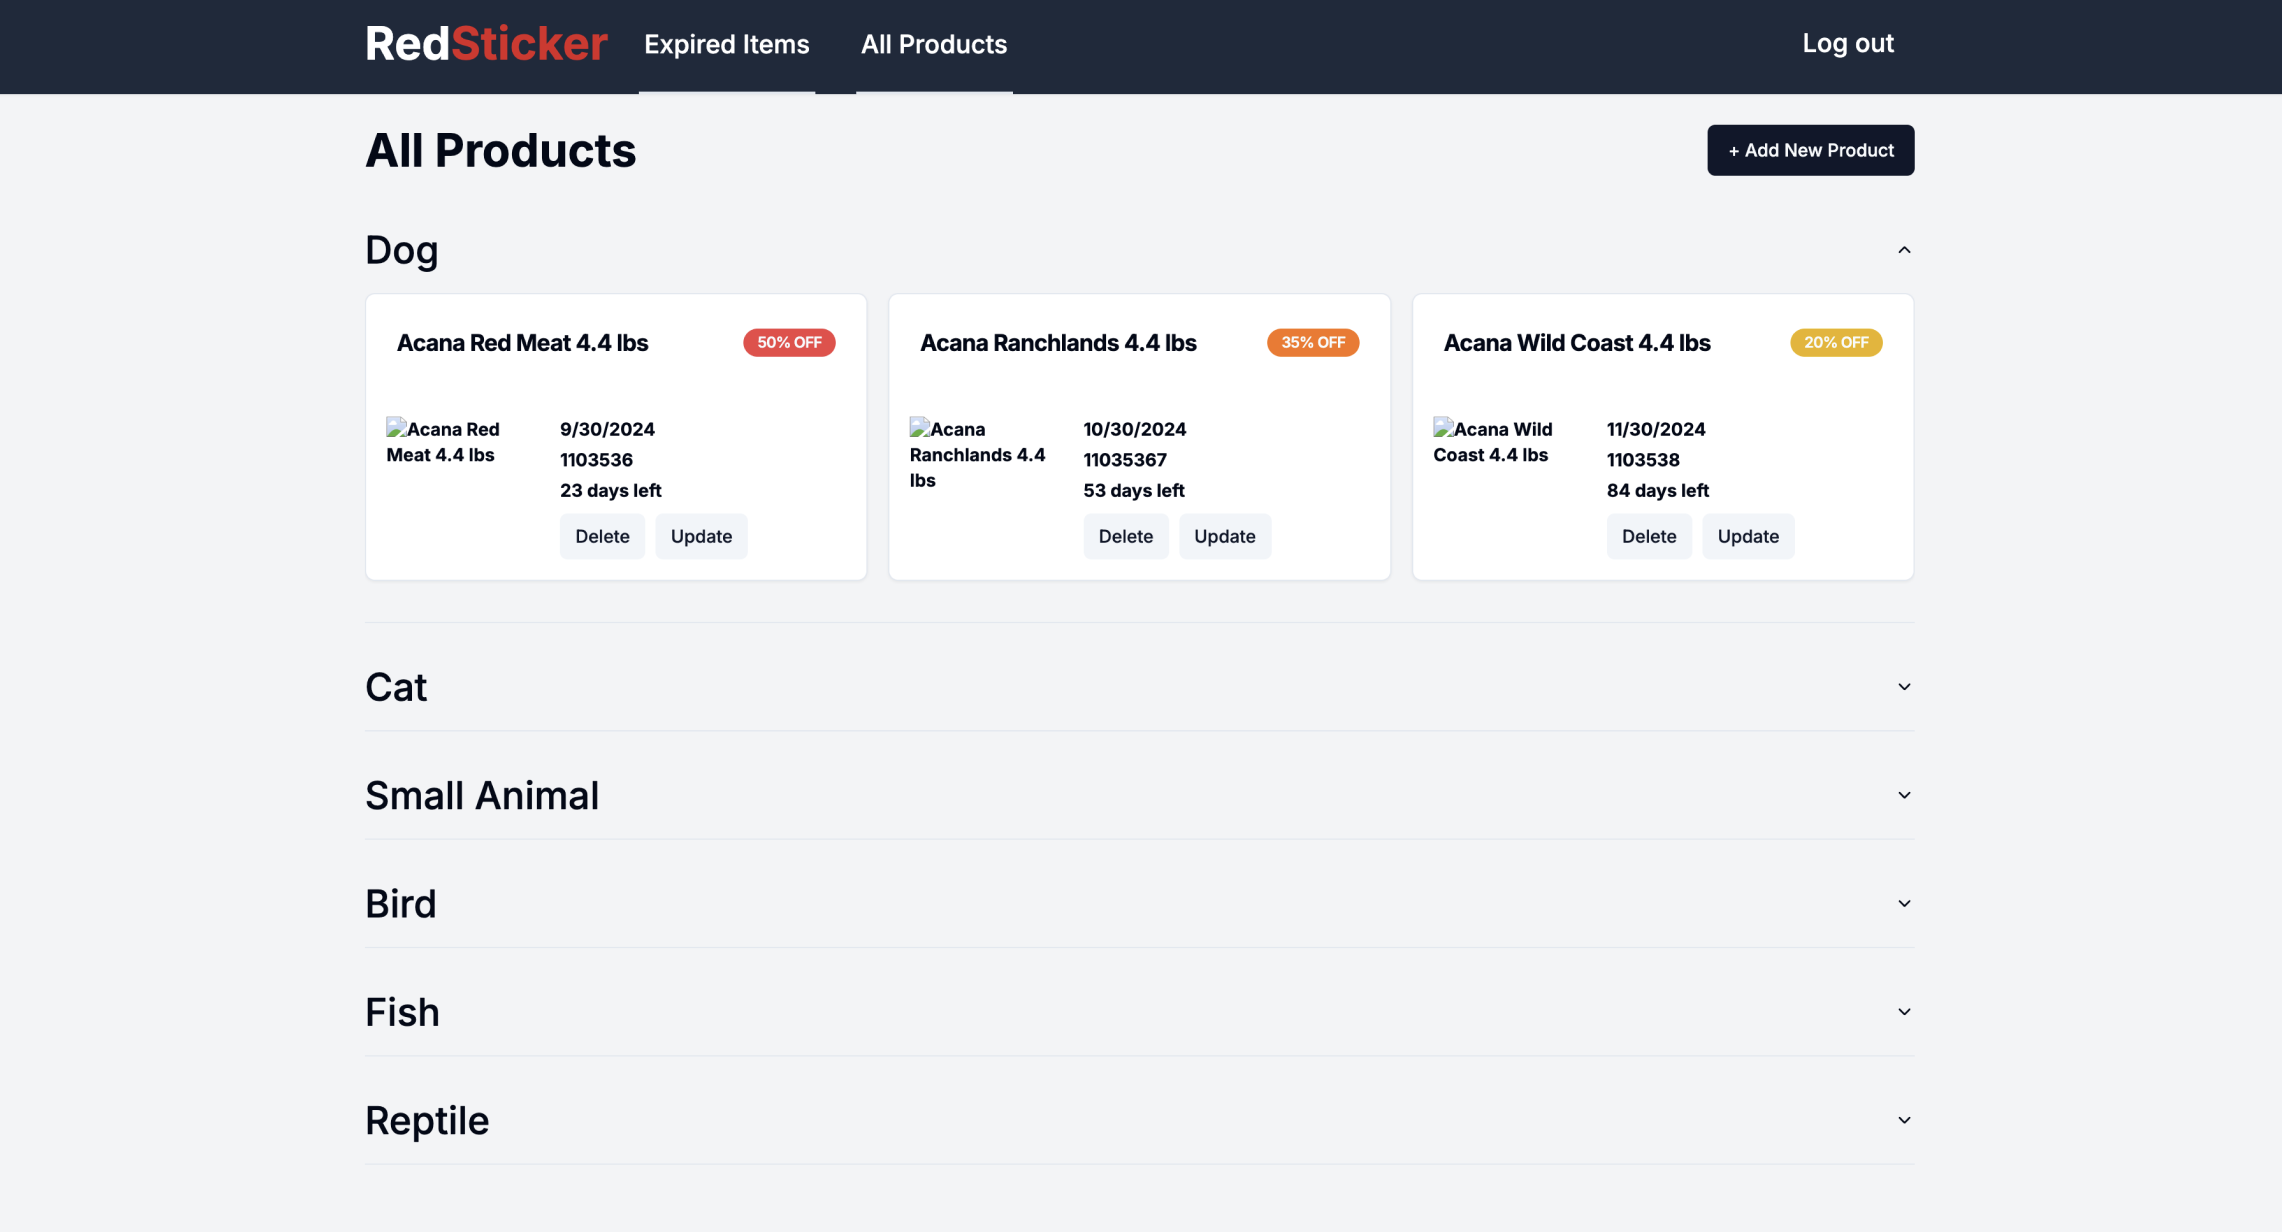 RedSticker Expired Items All Products Log out
All Products + Add New Product
Dog
Acana Red Meat 4.4 lbs 50% OFF
Acana Red
Meat 4.4 lbs
9/30/2024
1103536
23 days left
Delete Update
Acana Ranchlands 4.4 lbs 35% OFF
Acana
Ranchlands 4.4
lbs
10/30/2024
11035367
53 days left
Delete Update
Acana Wild Coast 4.4 lbs 20% OFF
Acana Wild
Coast 4.4 lbs
11/30/2024
1103538
84 days left
Delete Update
Cat
Small Animal
Bird
Fish
Reptile